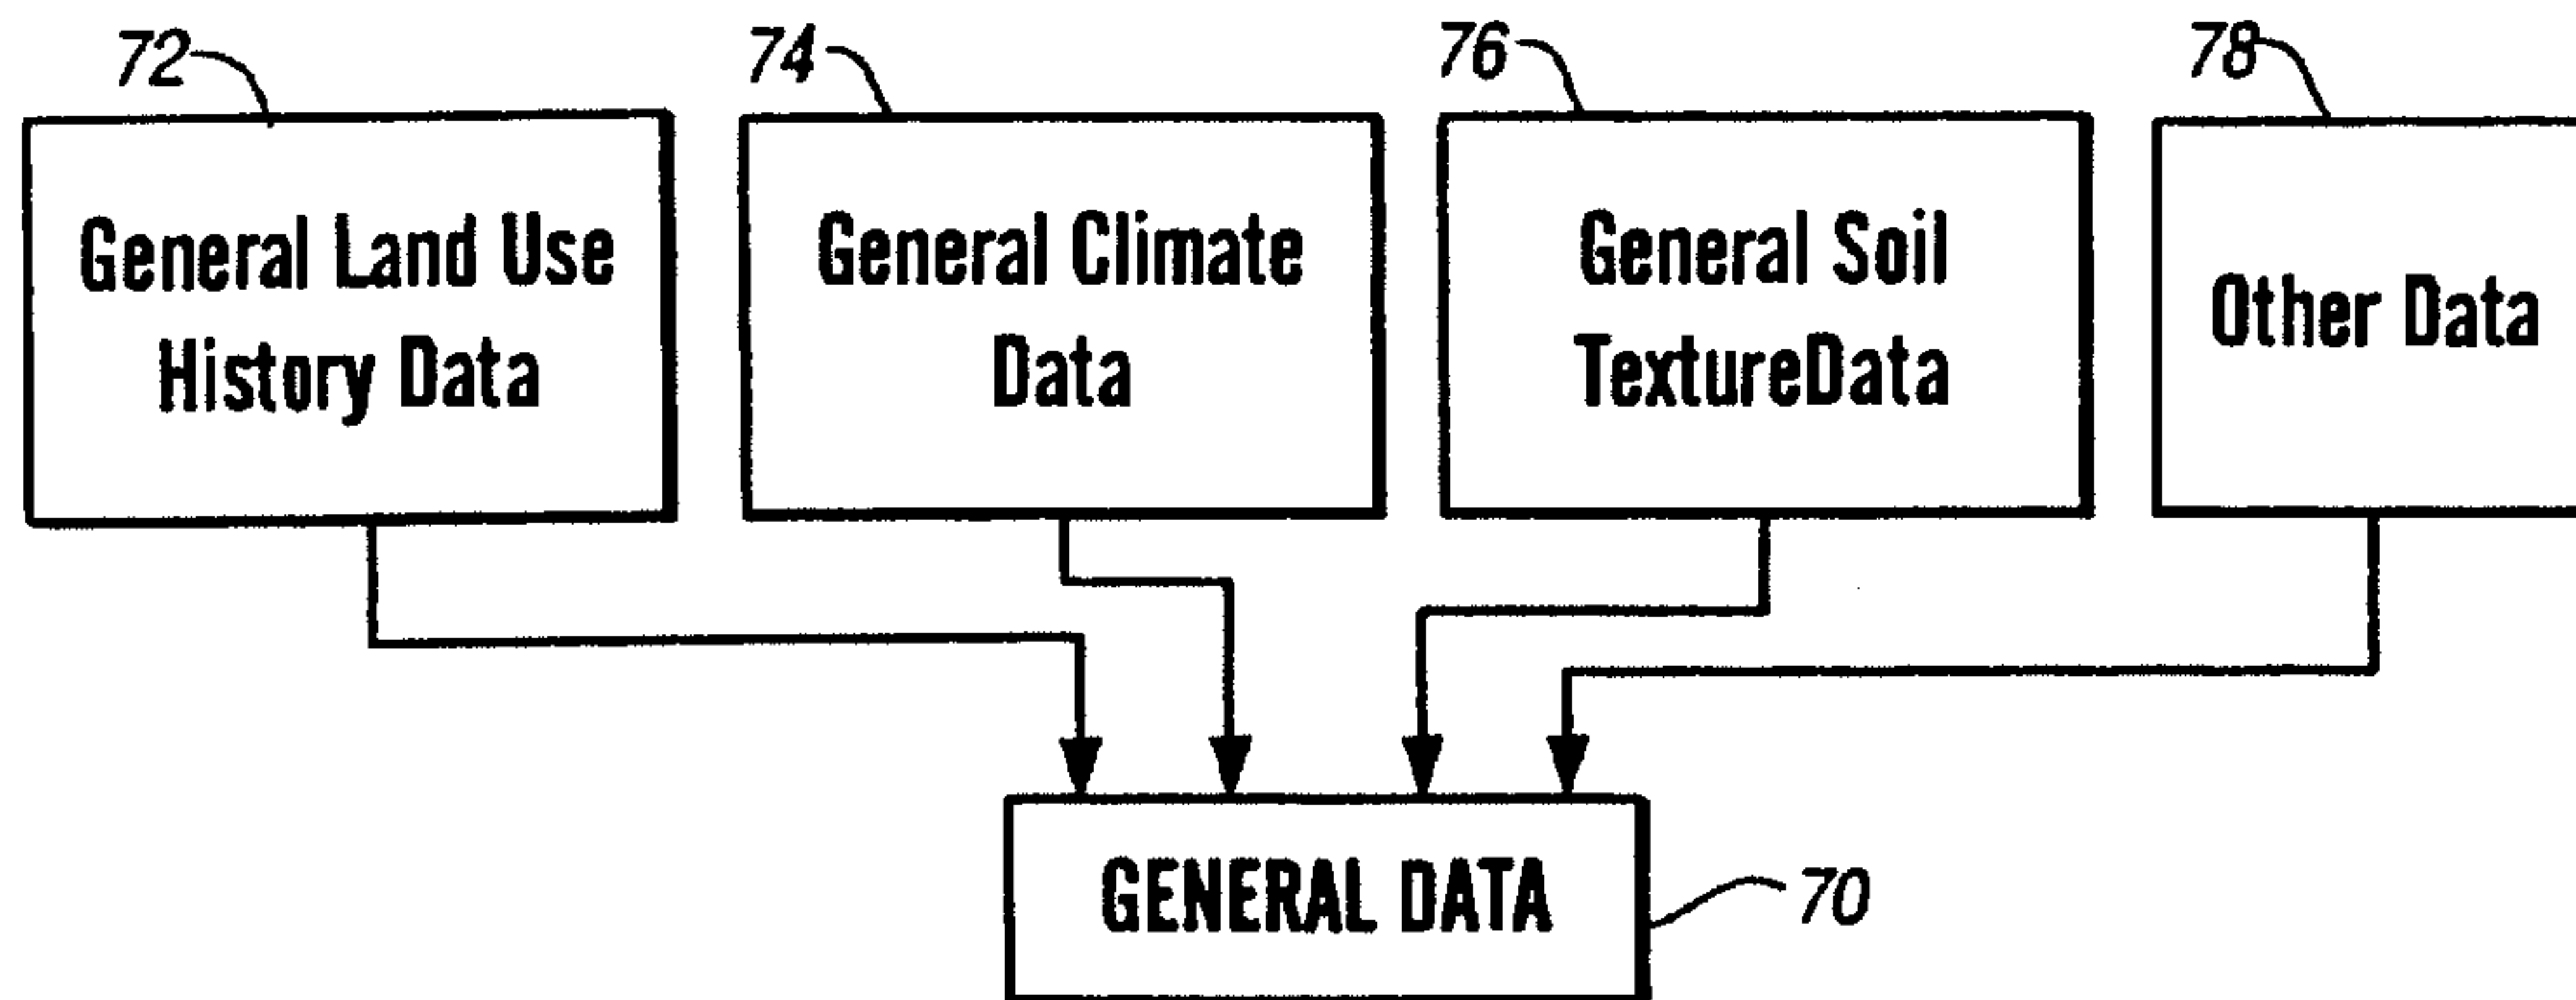 72
74
76
78
General Land Use
History Data
General Climate
Data
General Soil
TextureData
Other Data
GENERAL DATA
70